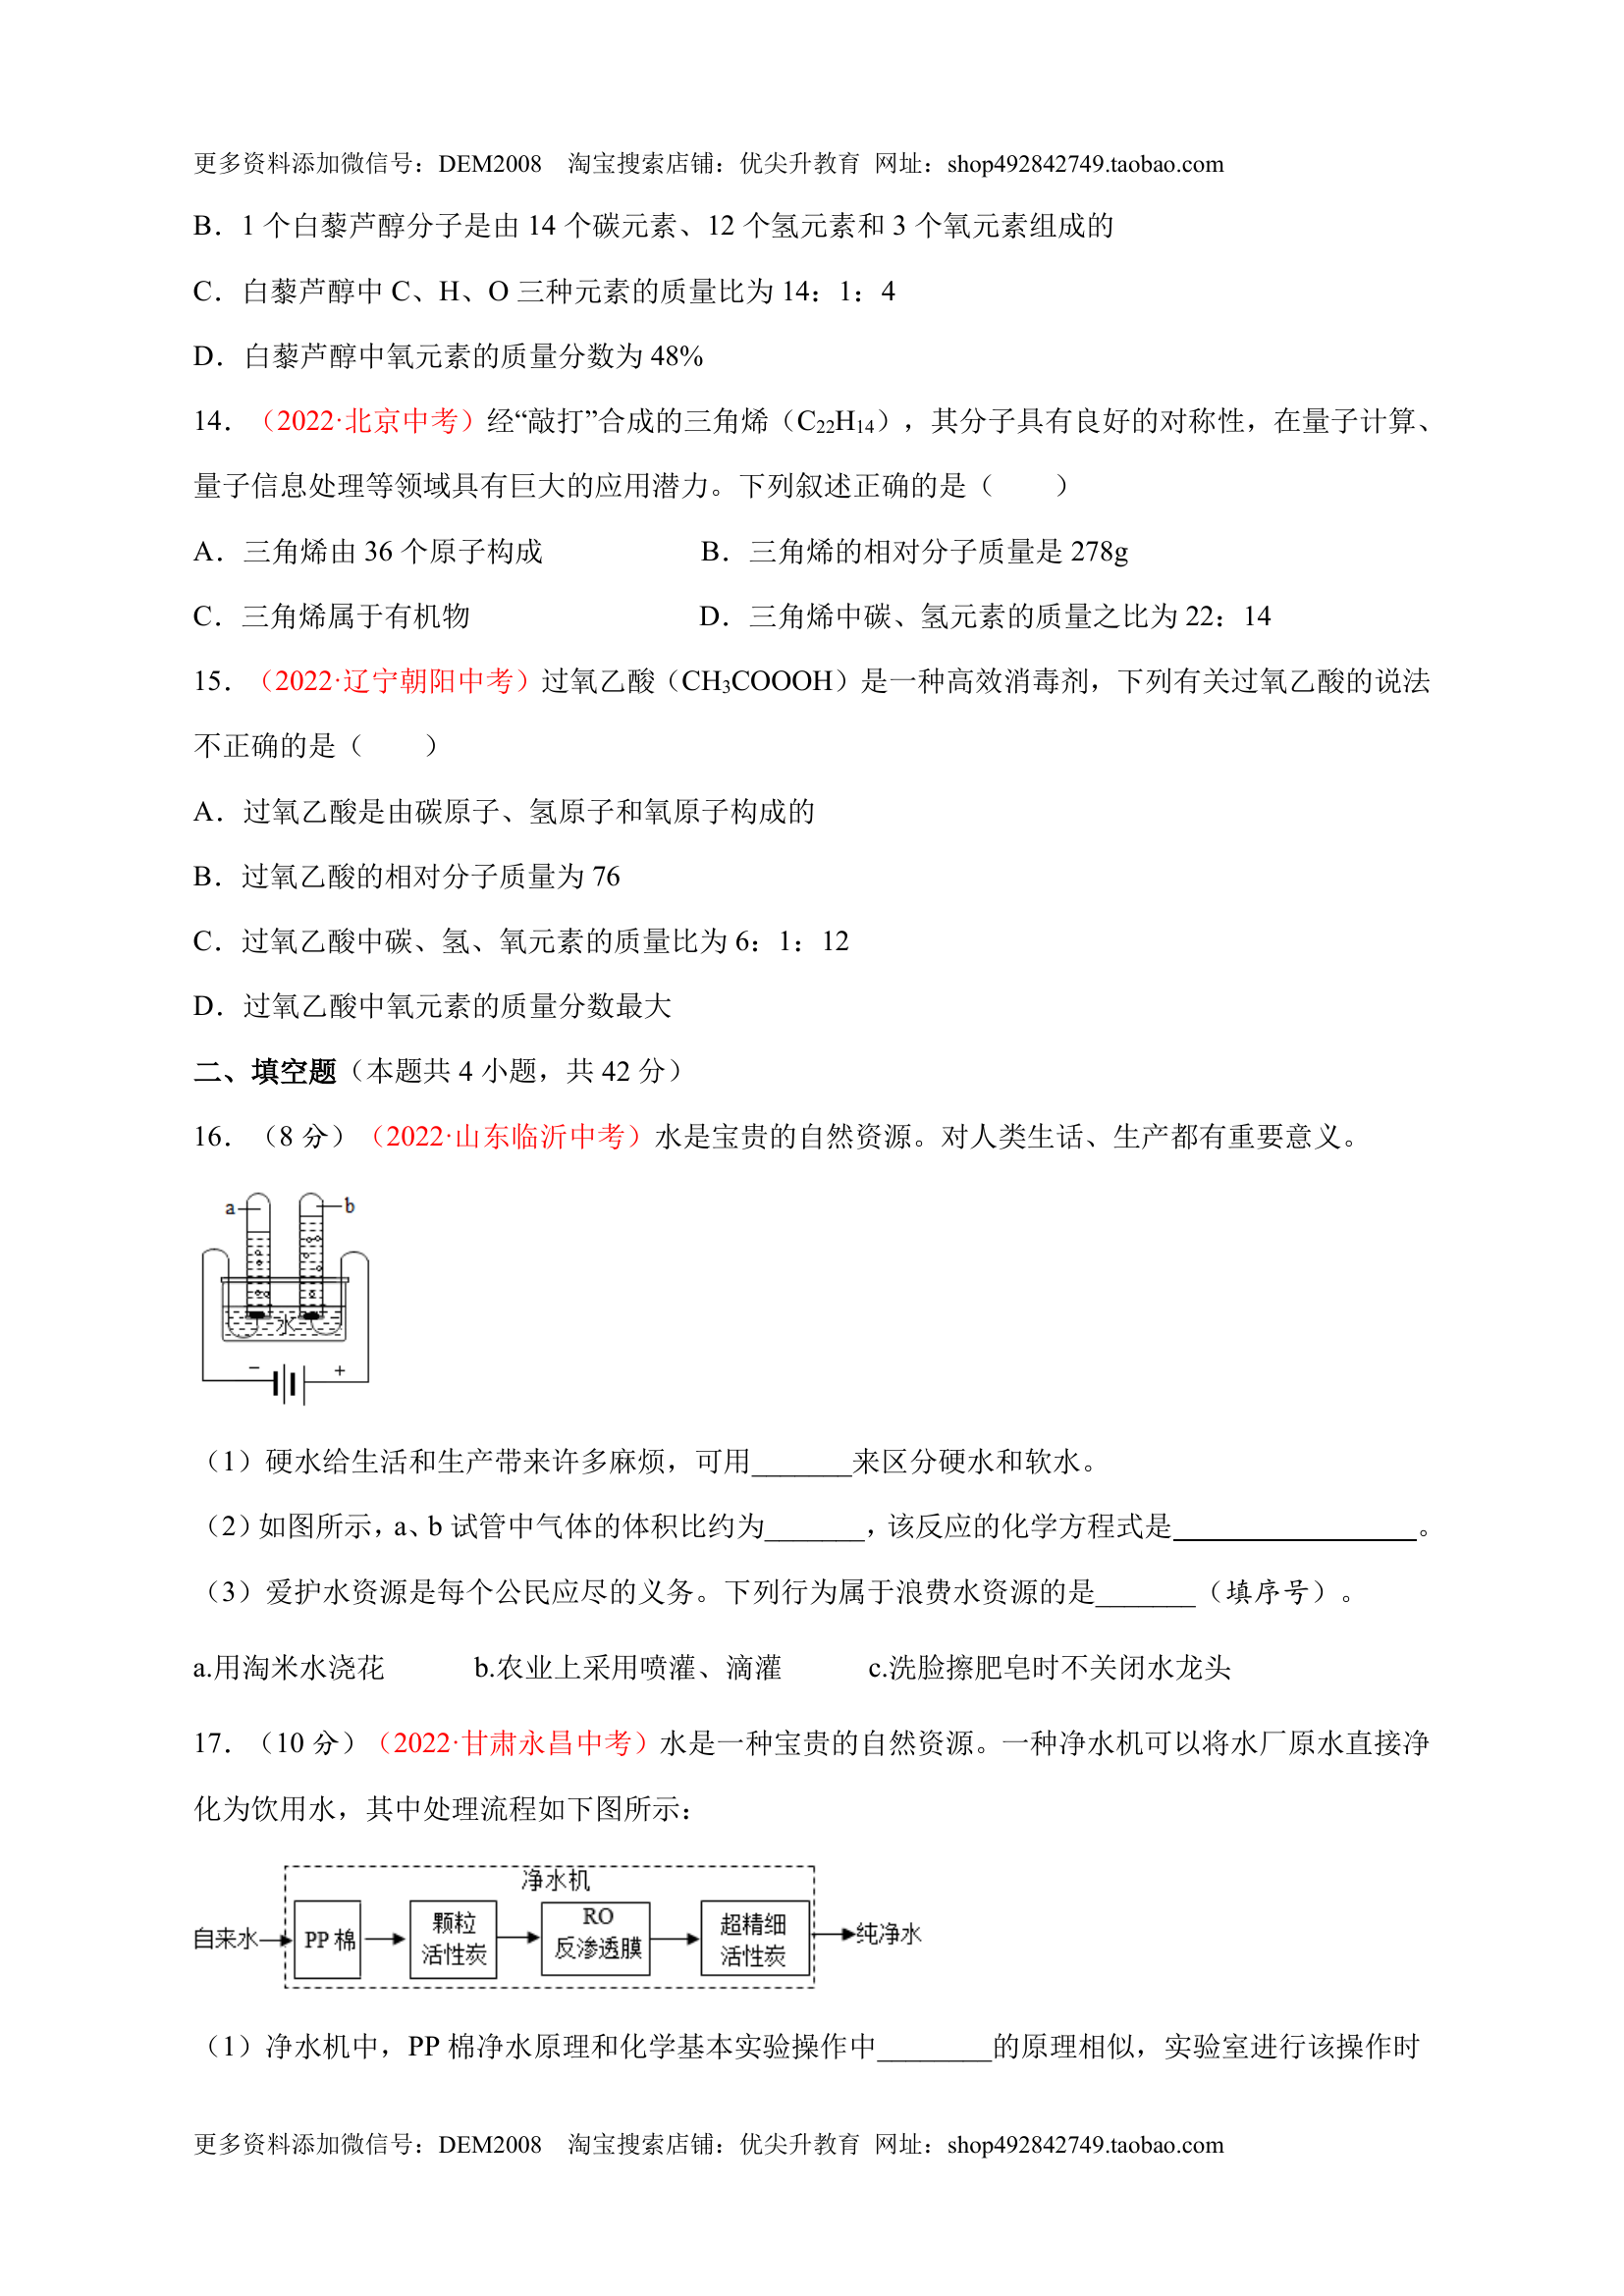 更多资料添加微信号：DEM2008 淘宝搜索店铺：优尖升教育 网址：shop492842749.taobao.com
B．1 个白藜芦醇分子是由 14 个碳元素、12 个氢元素和 3 个氧元素组成的
C．白藜芦醇中 C、H、O 三种元素的质量比为 14：1：4
D．白藜芦醇中氧元素的质量分数为 48%
14．（2022·北京中考）经“敲打”合成的三角烯（C₂₂H₁₄），其分子具有良好的对称性，在量子计算、
量子信息处理等领域具有巨大的应用潜力。下列叙述正确的是（　　）
A．三角烯由 36 个原子构成 B．三角烯的相对分子质量是 278g
C．三角烯属于有机物 D．三角烯中碳、氢元素的质量之比为 22：14
15．（2022·辽宁朝阳中考）过氧乙酸（CH₃COOOH）是一种高效消毒剂，下列有关过氧乙酸的说法
不正确的是（　　）
A．过氧乙酸是由碳原子、氢原子和氧原子构成的
B．过氧乙酸的相对分子质量为 76
C．过氧乙酸中碳、氢、氧元素的质量比为 6：1：12
D．过氧乙酸中氧元素的质量分数最大
二、填空题（本题共 4 小题，共 42 分）
16．（8 分）（2022·山东临沂中考）水是宝贵的自然资源。对人类生话、生产都有重要意义。
a b
水
− +
（1）硬水给生活和生产带来许多麻烦，可用_______来区分硬水和软水。
（2）如图所示，a、b 试管中气体的体积比约为_______，该反应的化学方程式是_________________。
（3）爱护水资源是每个公民应尽的义务。下列行为属于浪费水资源的是_______（填序号）。
a.用淘米水浇花 b.农业上采用喷灌、滴灌 c.洗脸擦肥皂时不关闭水龙头
17．（10 分）（2022·甘肃永昌中考）水是一种宝贵的自然资源。一种净水机可以将水厂原水直接净
化为饮用水，其中处理流程如下图所示：
净水机
自来水 PP 棉 颗粒活性炭 RO反渗透膜 超精细活性炭 纯净水
（1）净水机中，PP 棉净水原理和化学基本实验操作中________的原理相似，实验室进行该操作时
更多资料添加微信号：DEM2008 淘宝搜索店铺：优尖升教育 网址：shop492842749.taobao.com